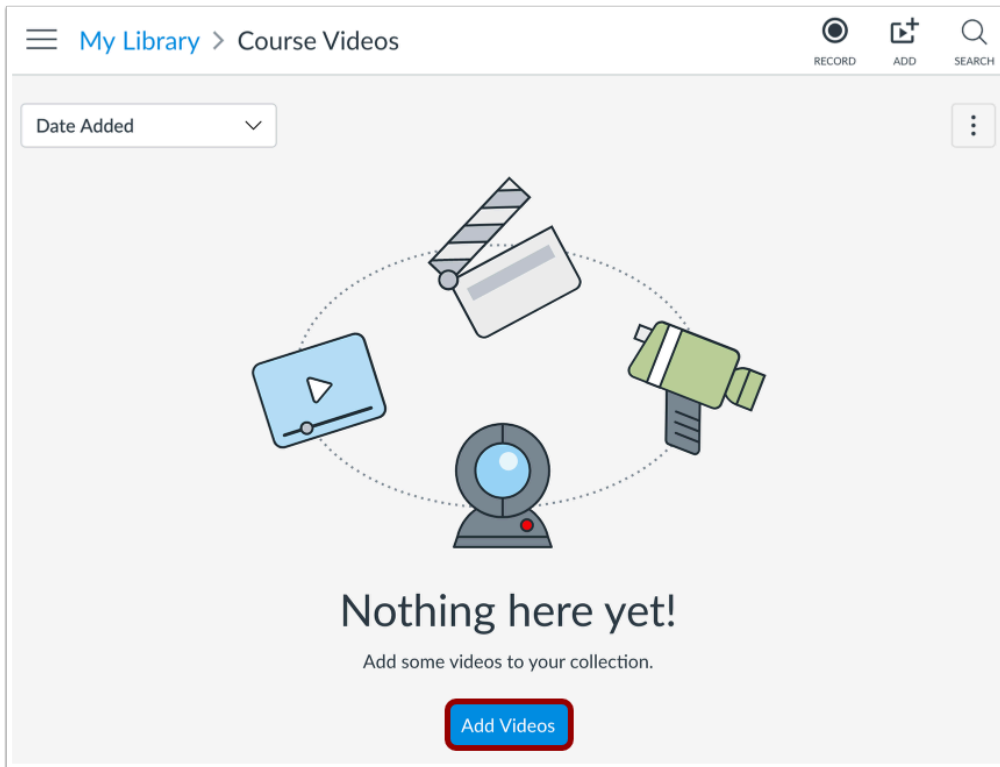 My Library > Course Videos
RECORD ADD SEARCH
Date Added
Nothing here yet!
Add some videos to your collection.
Add Videos